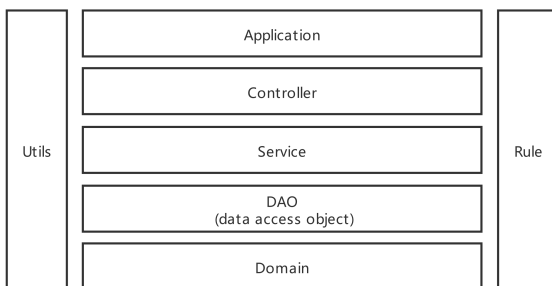 Application
Controller
Utils
Service
Rule
DAO
(data access object)
Domain